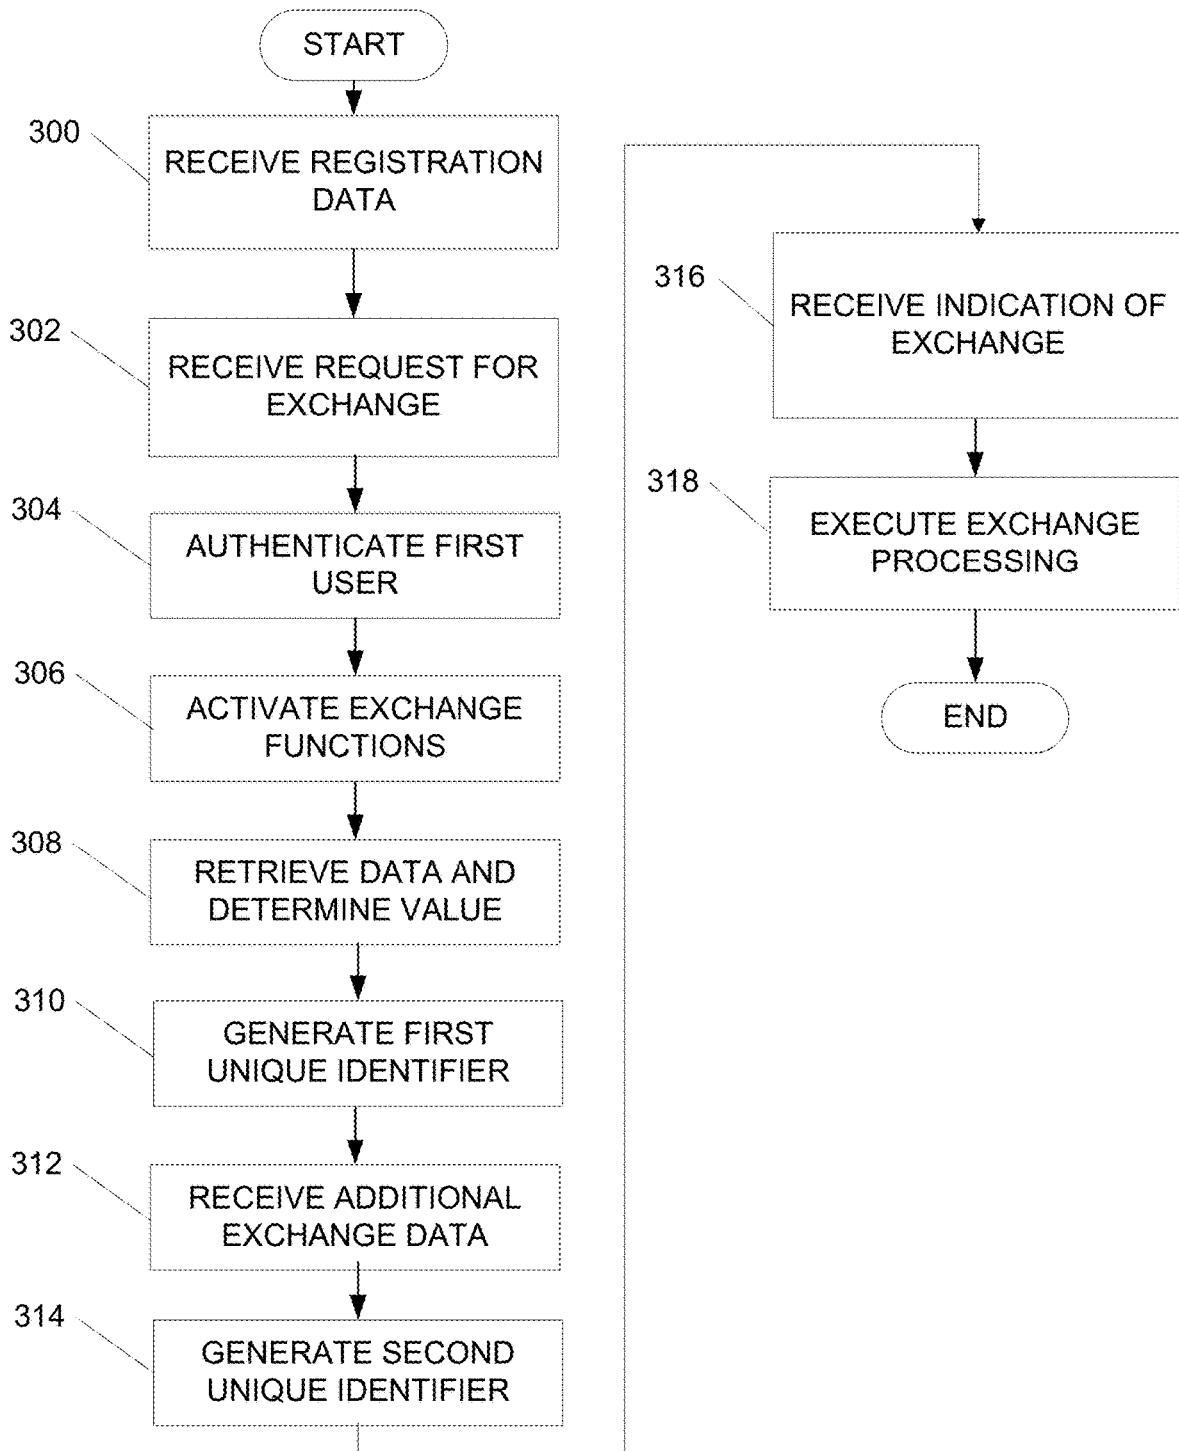 START
300
RECEIVE REGISTRATION
DATA
302
RECEIVE REQUEST FOR
EXCHANGE
304
AUTHENTICATE FIRST
USER
306
ACTIVATE EXCHANGE
FUNCTIONS
308
RETRIEVE DATA AND
DETERMINE VALUE
310
GENERATE FIRST
UNIQUE IDENTIFIER
312
RECEIVE ADDITIONAL
EXCHANGE DATA
314
GENERATE SECOND
UNIQUE IDENTIFIER
316
RECEIVE INDICATION OF
EXCHANGE
318
EXECUTE EXCHANGE
PROCESSING
END